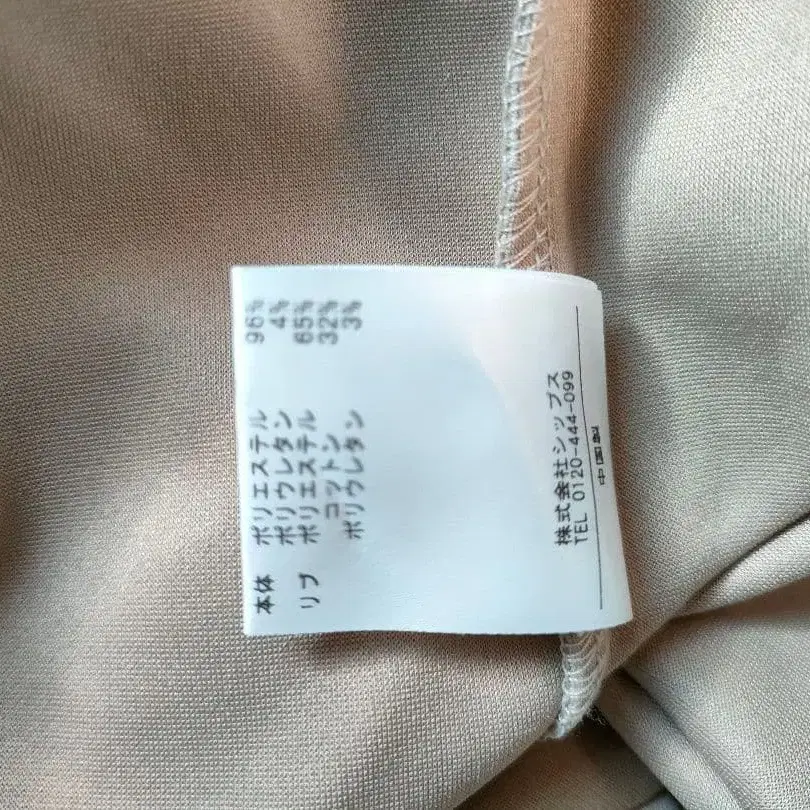 本体 ポリエステル 96%
ポリウレタン 4%
リブ ポリエステル 65%
コットン 32%
ポリウレタン 3%
株式会社シップス
TEL 0120-444-099
中国製